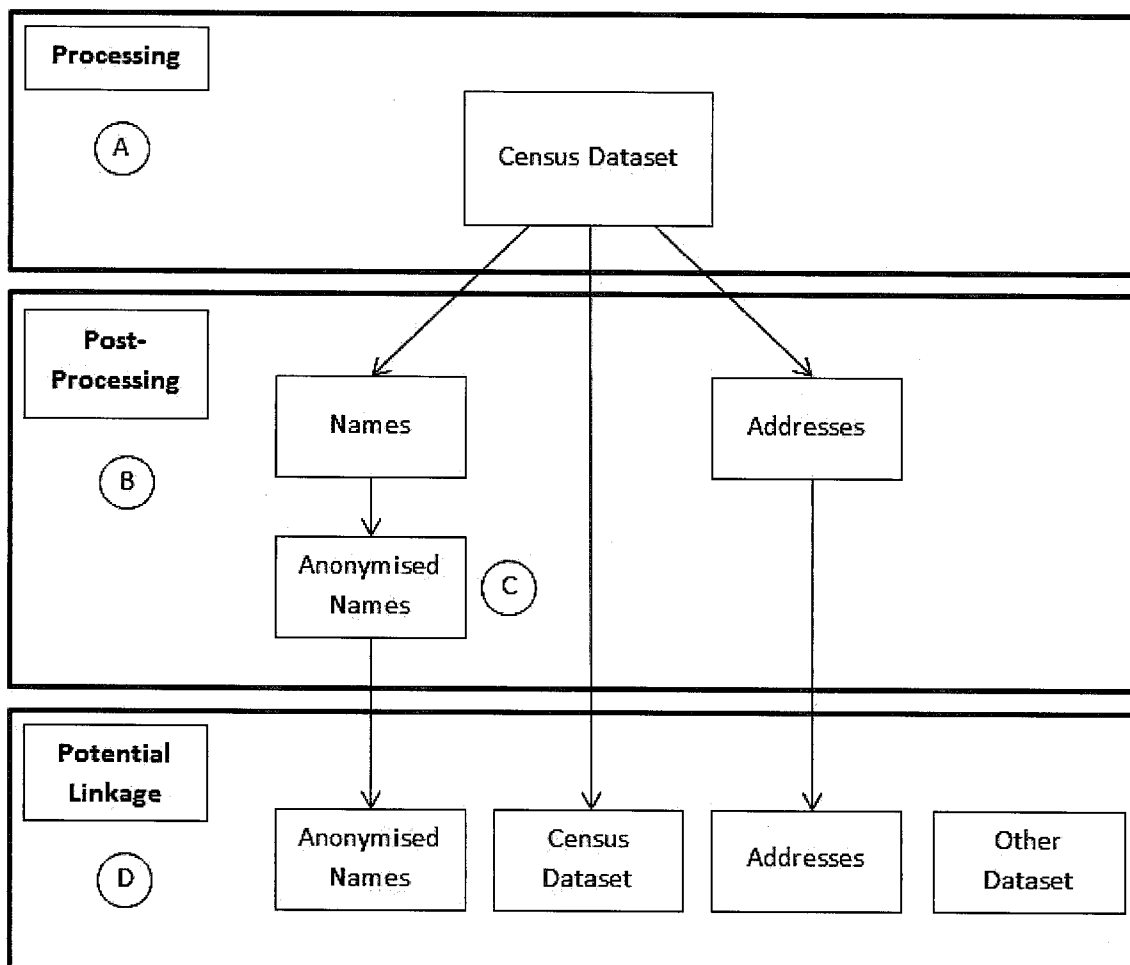 Processing
A
Census Dataset
Post-
Processing
B
Names
Addresses
Anonymised
Names
C
Potential
Linkage
D
Anonymised
Names
Census
Dataset
Addresses
Other
Dataset